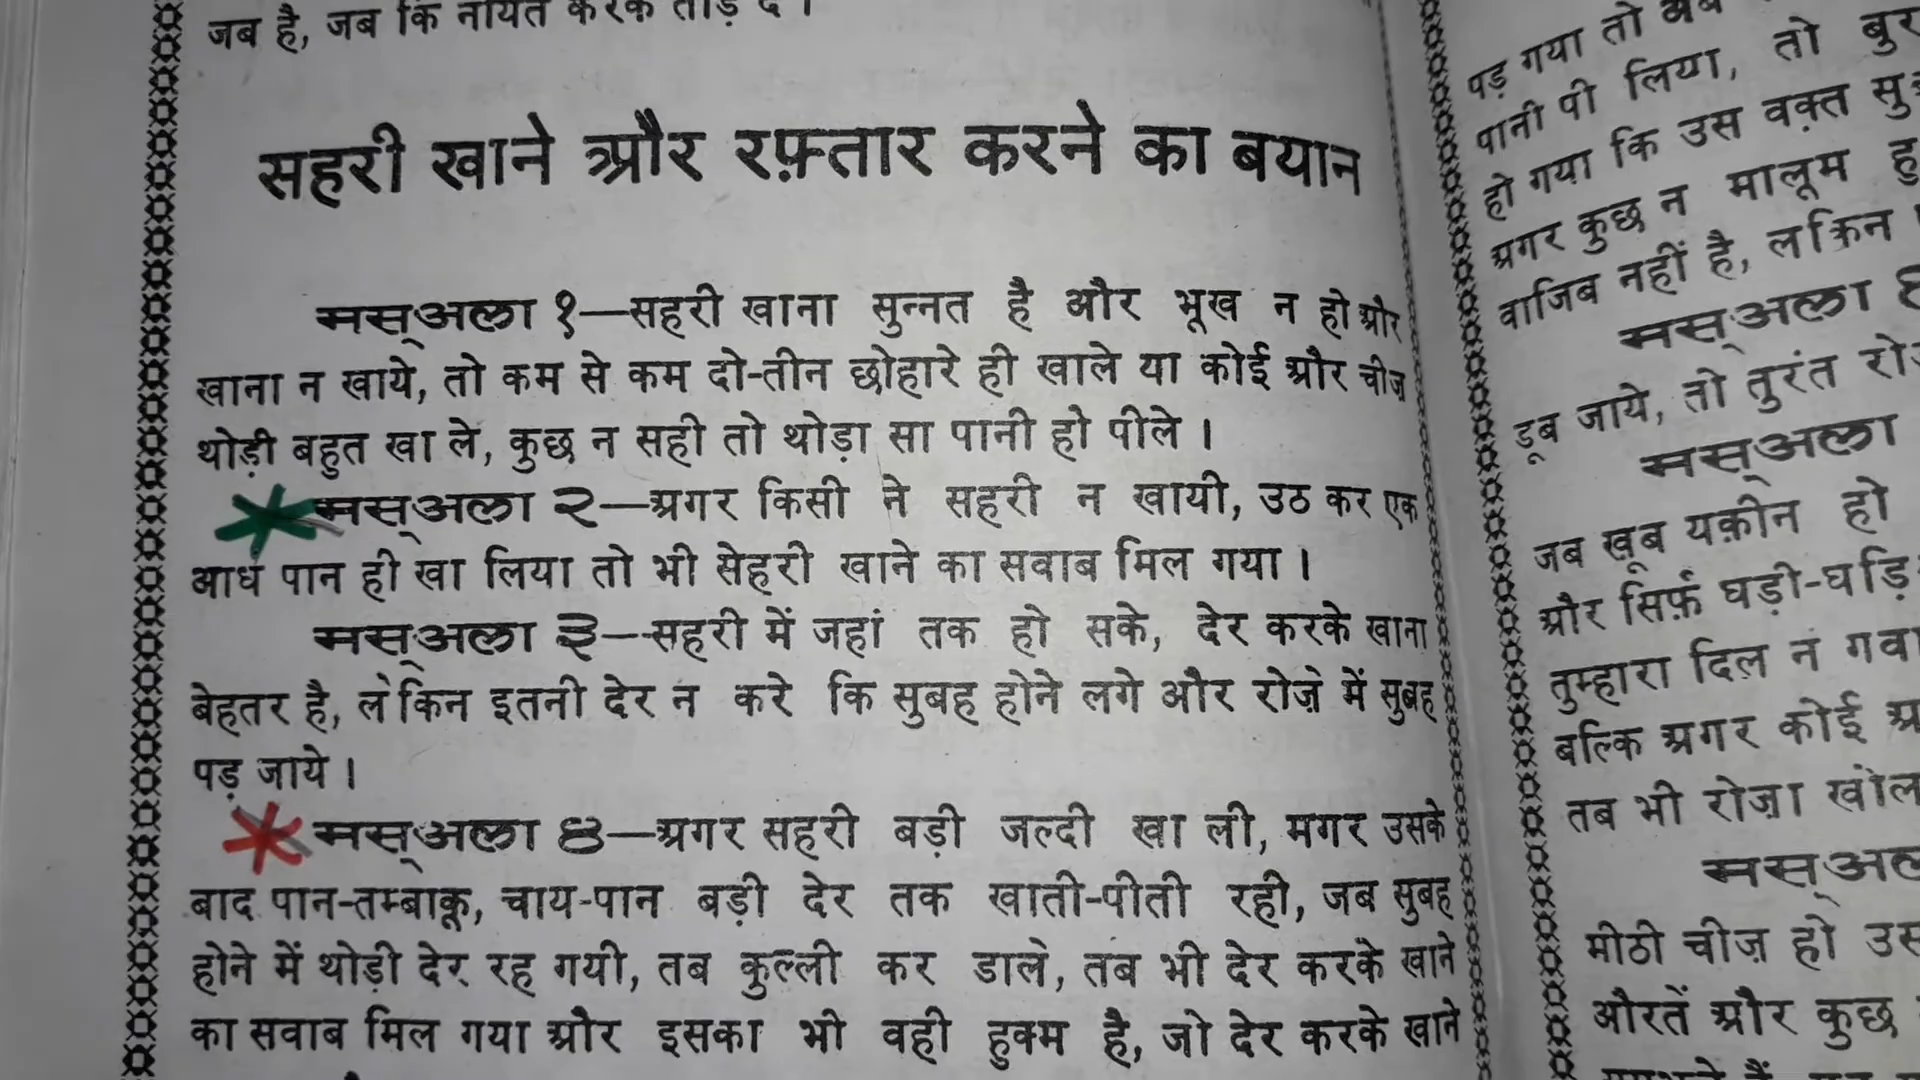 जब है, जब कि नीयत करके तोड़ दे ।
सहरी खाने और रफ़्तार करने का बयान
मस्अला १—सहरी खाना सुन्नत है और भूख न हो और
खाना न खाये, तो कम से कम दो-तीन छोहारे ही खाले या कोई और चीज़
थोड़ी बहुत खा ले, कुछ न सही तो थोड़ा सा पानी ही पीले ।
मस्अला २—अगर किसी ने सहरी न खायी, उठ कर एक
आध पान ही खा लिया तो भी सेहरी खाने का सवाब मिल गया ।
मस्अला ३—सहरी में जहां तक हो सके, देर करके खाना
बेहतर है, लेकिन इतनी देर न करे कि सुबह होने लगे और रोज़े में सुबह
पड़ जाये ।
मस्अला ४—अगर सहरी बड़ी जल्दी खा ली, मगर उसके
बाद पान-तम्बाकू, चाय-पान बड़ी देर तक खाती-पीती रही, जब सुबह
होने में थोड़ी देर रह गयी, तब कुल्ली कर डाले, तब भी देर करके खाने
का सवाब मिल गया और इसका भी वही हुक्म है, जो देर करके खाने
पड़ गया तो अब
पानी पी लिया, तो
हो गया कि उस वक़्त
अगर कुछ न मालूम
वाजिब नहीं है, लेकिन
मस्अला
डूब जाये, तो तुरंत
मस्अला
जब खूब यक़ीन हो
और सिर्फ़
तुम्हारा दिल न
बल्कि अगर कोई
तब भी रोज़ा खोल
मीठी चीज़ हो
औरतें और कुछ